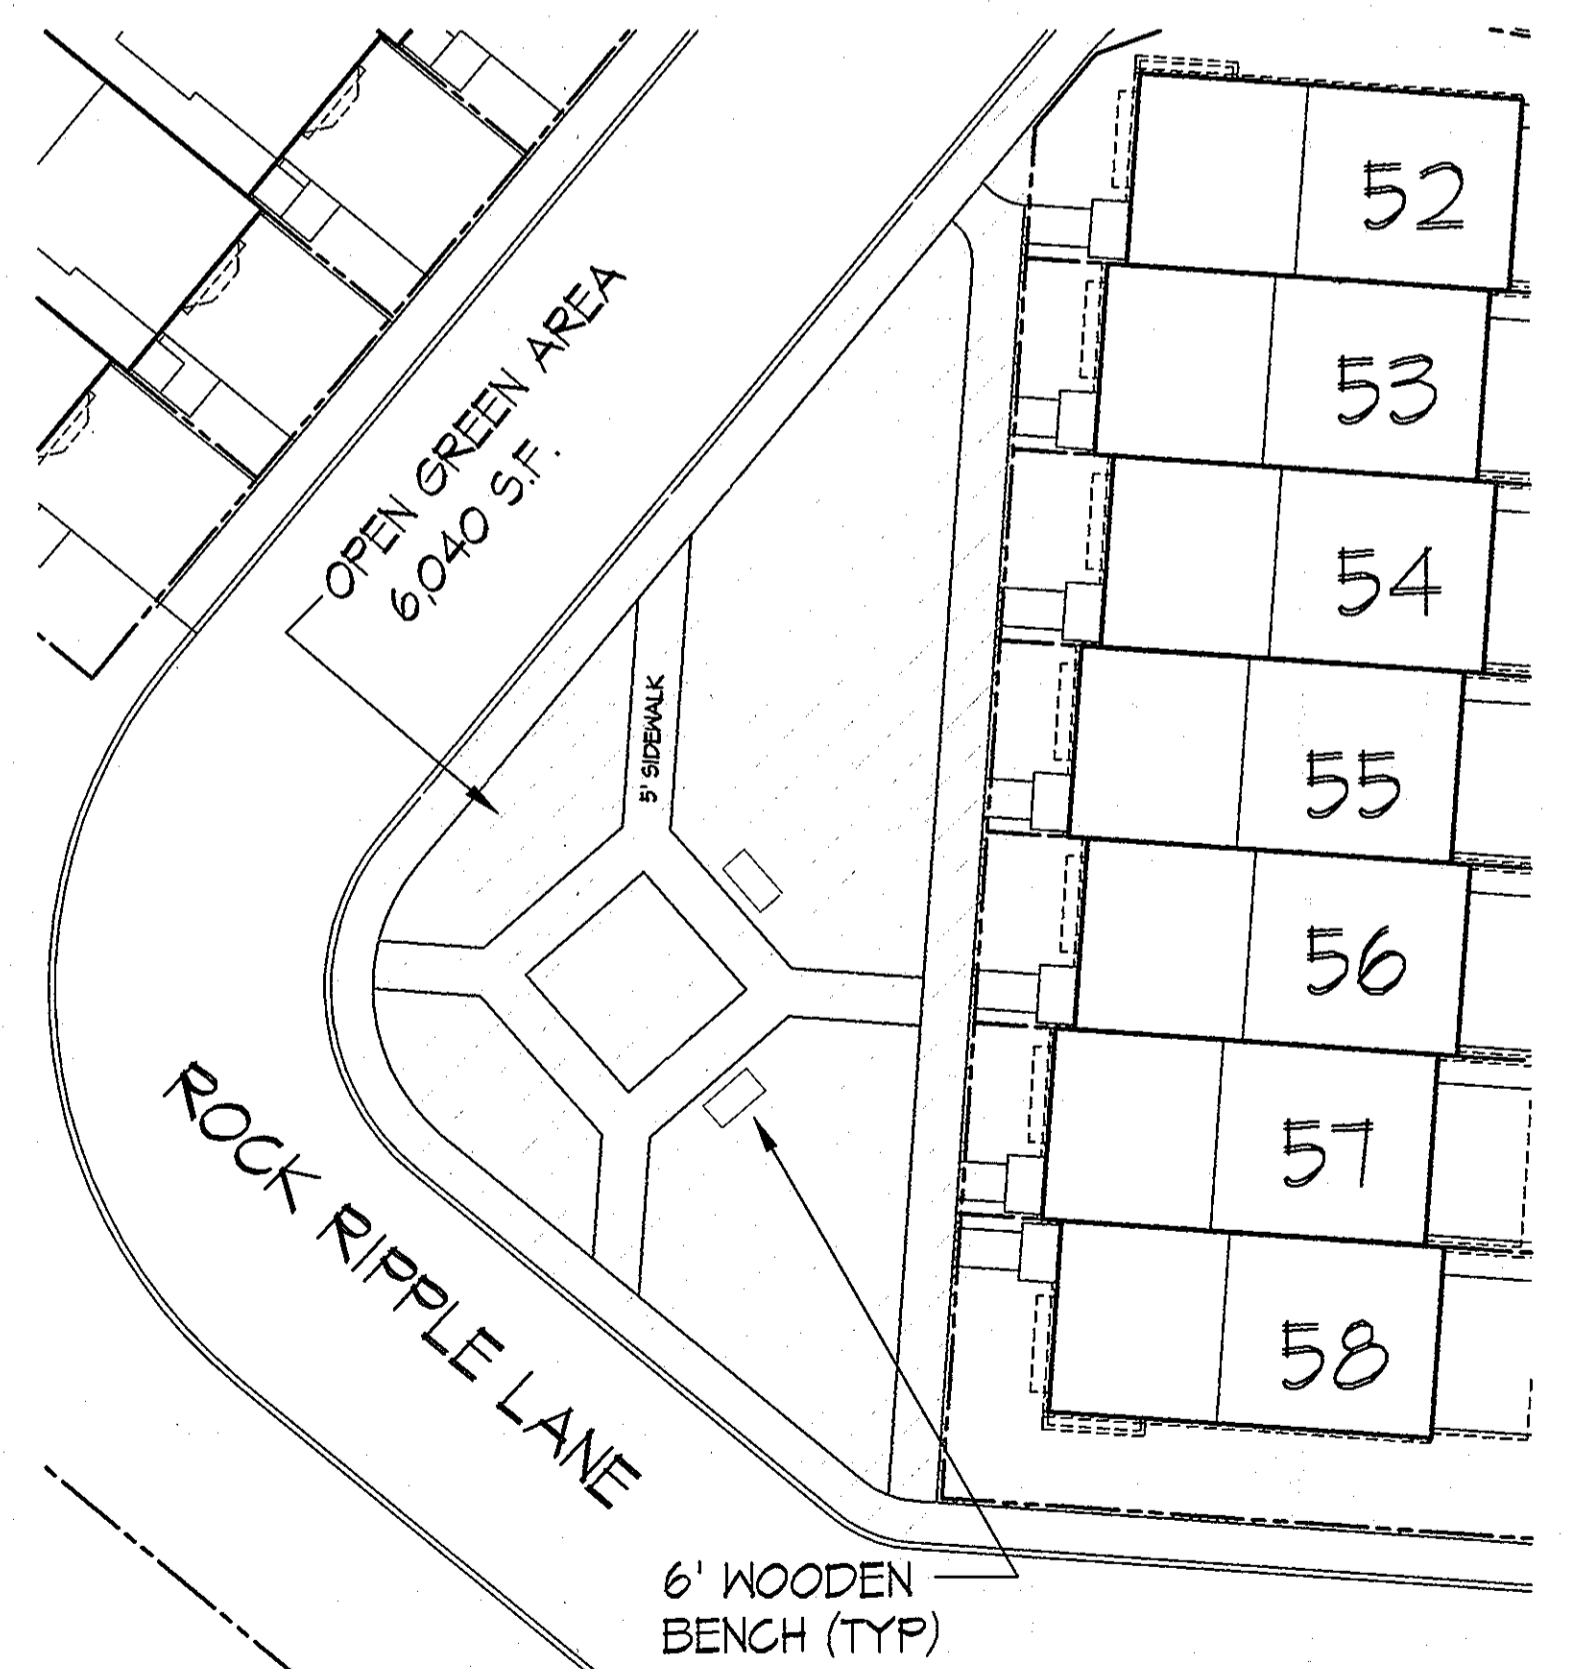 52
OPEN GREEN AREA
6,040 S.F.
53
54
5' SIDEWALK
55
56
ROCK RIPPLE LANE
57
58
6' WOODEN
BENCH (TYP)